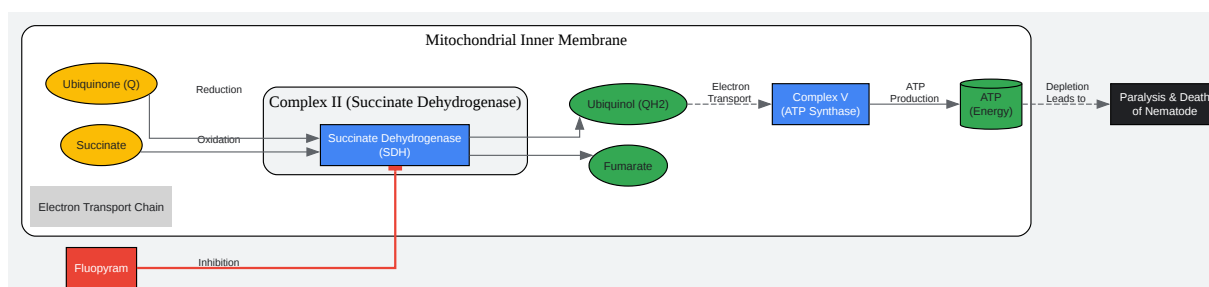 Mitochondrial Inner Membrane
Ubiquinone (Q)
Reduction
Succinate
Oxidation
Complex II (Succinate Dehydrogenase)
Succinate Dehydrogenase
(SDH)
Ubiquinol (QH2)
Fumarate
Electron
Transport
Complex V
(ATP Synthase)
ATP
Production
ATP
(Energy)
Depletion
Leads to
Paralysis & Death
of Nematode
Electron Transport Chain
Fluopyram
Inhibition